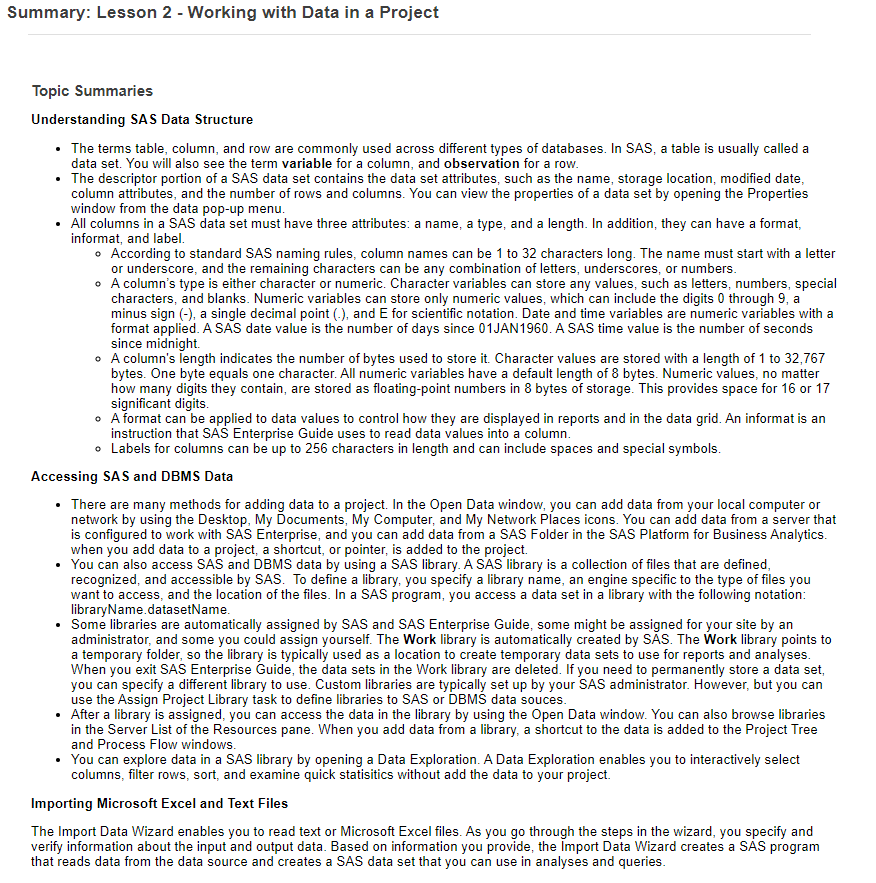 Summary: Lesson 2 - Working with Data in a Project
Topic Summaries
Understanding SAS Data Structure
• The terms table, column, and row are commonly used across different types of databases. In SAS, a table is usually called a
data set. You will also see the term variable for a column, and observation for a row.
• The descriptor portion of a SAS data set contains the data set attributes, such as the name, storage location, modified date,
column attributes, and the number of rows and columns. You can view the properties of a data set by opening the Properties
window from the data pop-up menu.
• All columns in a SAS data set must have three attributes: a name, a type, and a length. In addition, they can have a format,
informat, and label.
◦ According to standard SAS naming rules, column names can be 1 to 32 characters long. The name must start with a letter
or underscore, and the remaining characters can be any combination of letters, underscores, or numbers.
◦ A column's type is either character or numeric. Character variables can store any values, such as letters, numbers, special
characters, and blanks. Numeric variables can store only numeric values, which can include the digits 0 through 9, a
minus sign (-), a single decimal point (.), and E for scientific notation. Date and time variables are numeric variables with a
format applied. A SAS date value is the number of days since 01JAN1960. A SAS time value is the number of seconds
since midnight.
◦ A column's length indicates the number of bytes used to store it. Character values are stored with a length of 1 to 32,767
bytes. One byte equals one character. All numeric variables have a default length of 8 bytes. Numeric values, no matter
how many digits they contain, are stored as floating-point numbers in 8 bytes of storage. This provides space for 16 or 17
significant digits.
◦ A format can be applied to data values to control how they are displayed in reports and in the data grid. An informat is an
instruction that SAS Enterprise Guide uses to read data values into a column.
◦ Labels for columns can be up to 256 characters in length and can include spaces and special symbols.
Accessing SAS and DBMS Data
• There are many methods for adding data to a project. In the Open Data window, you can add data from your local computer or
network by using the Desktop, My Documents, My Computer, and My Network Places icons. You can add data from a server that
is configured to work with SAS Enterprise, and you can add data from a SAS Folder in the SAS Platform for Business Analytics.
when you add data to a project, a shortcut, or pointer, is added to the project.
• You can also access SAS and DBMS data by using a SAS library. A SAS library is a collection of files that are defined,
recognized, and accessible by SAS. To define a library, you specify a library name, an engine specific to the type of files you
want to access, and the location of the files. In a SAS program, you access a data set in a library with the following notation:
libraryName.datasetName.
• Some libraries are automatically assigned by SAS and SAS Enterprise Guide, some might be assigned for your site by an
administrator, and some you could assign yourself. The Work library is automatically created by SAS. The Work library points to
a temporary folder, so the library is typically used as a location to create temporary data sets to use for reports and analyses.
When you exit SAS Enterprise Guide, the data sets in the Work library are deleted. If you need to permanently store a data set,
you can specify a different library to use. Custom libraries are typically set up by your SAS administrator. However, but you can
use the Assign Project Library task to define libraries to SAS or DBMS data souces.
• After a library is assigned, you can access the data in the library by using the Open Data window. You can also browse libraries
in the Server List of the Resources pane. When you add data from a library, a shortcut to the data is added to the Project Tree
and Process Flow windows.
• You can explore data in a SAS library by opening a Data Exploration. A Data Exploration enables you to interactively select
columns, filter rows, sort, and examine quick statisitics without add the data to your project.
Importing Microsoft Excel and Text Files
The Import Data Wizard enables you to read text or Microsoft Excel files. As you go through the steps in the wizard, you specify and
verify information about the input and output data. Based on information you provide, the Import Data Wizard creates a SAS program
that reads data from the data source and creates a SAS data set that you can use in analyses and queries.